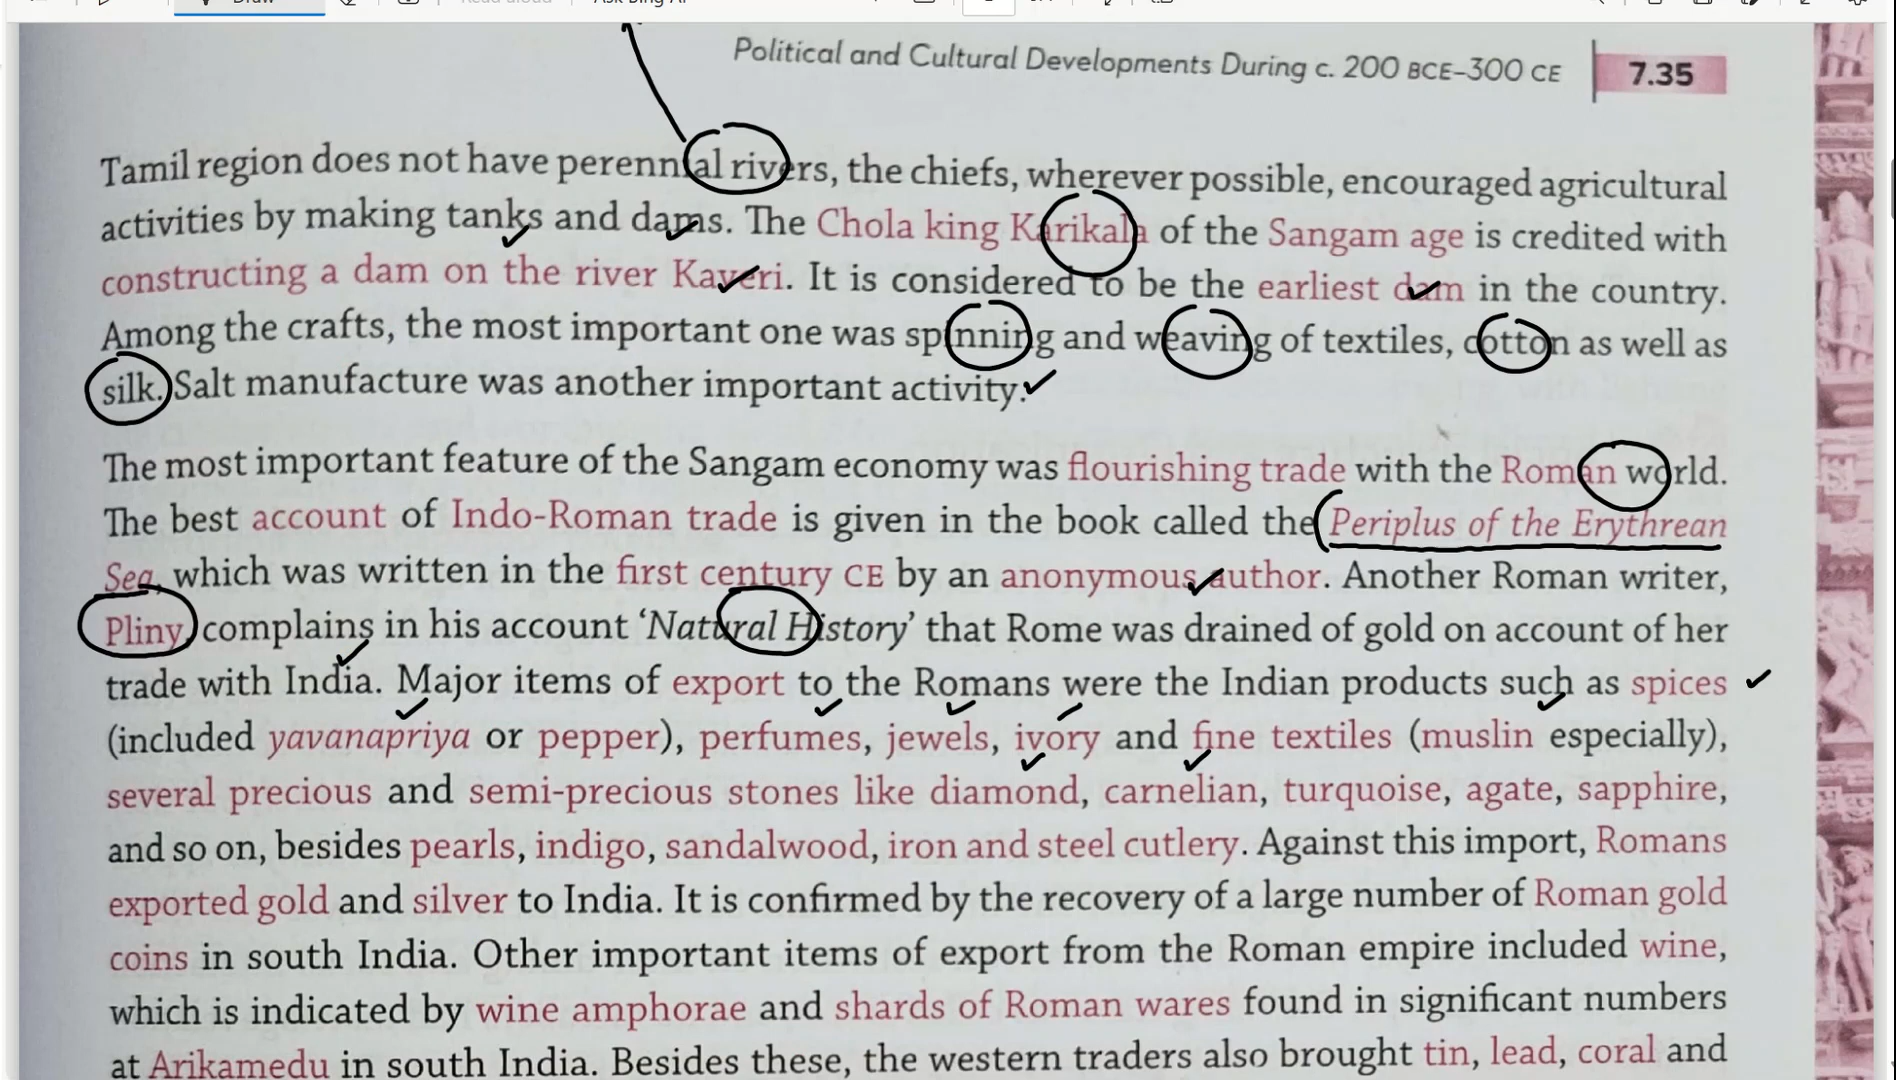 Political and Cultural Developments During c. 200 BCE–300 CE 7.35
Tamil region does not have perennial rivers, the chiefs, wherever possible, encouraged agricultural
activities by making tanks and dams. The Chola king Karikala of the Sangam age is credited with
constructing a dam on the river Kaveri. It is considered to be the earliest dam in the country.
Among the crafts, the most important one was spinning and weaving of textiles, cotton as well as
silk. Salt manufacture was another important activity.
The most important feature of the Sangam economy was flourishing trade with the Roman world.
The best account of Indo-Roman trade is given in the book called the Periplus of the Erythrean
Sea, which was written in the first century CE by an anonymous author. Another Roman writer,
Pliny, complains in his account ‘Natural History’ that Rome was drained of gold on account of her
trade with India. Major items of export to the Romans were the Indian products such as spices
(included yavanapriya or pepper), perfumes, jewels, ivory and fine textiles (muslin especially),
several precious and semi-precious stones like diamond, carnelian, turquoise, agate, sapphire,
and so on, besides pearls, indigo, sandalwood, iron and steel cutlery. Against this import, Romans
exported gold and silver to India. It is confirmed by the recovery of a large number of Roman gold
coins in south India. Other important items of export from the Roman empire included wine,
which is indicated by wine amphorae and shards of Roman wares found in significant numbers
at Arikamedu in south India. Besides these, the western traders also brought tin, lead, coral and